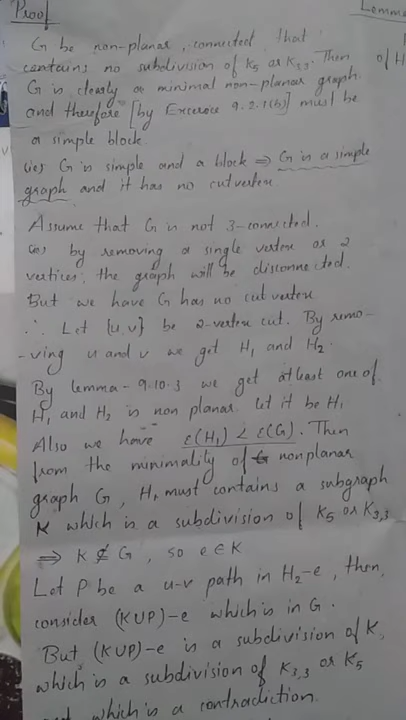 Proof
Lemma
G be non-planar, connected that
contains no subdivision of K5 or K3,3. Then of H
G is clearly a minimal non-planar graph
and therefore [by Excercise 9.2.1(b)] must be
a simple block.
(ie) G is simple and a block ⇒ G is a simple
graph and it has no cutvertex
Assume that G is not 3-connected.
(ie) by removing a single vertex or 2
vertices, the graph will be disconnected.
But we have G has no cut vertex
∴ Let {u,v} be 2-vertex cut. By remo-
-ving u and v we get H1 and H2.
By lemma-9.10.3 we get atleast one of
H1 and H2 is non planar. let it be H1
Also we have ε(H1) < ε(G). Then
from the minimality of G nonplanar
graph G, H1 must contains a subgraph
K which is a subdivision of K5 or K3,3
⇒ K ⊄ G, so e ∈ K
Let P be a u-v path in H2-e, then,
consider (K∪P)-e which is in G.
But (K∪P)-e is a subdivision of K,
which is a subdivision of K3,3 or K5
which is a contradiction.